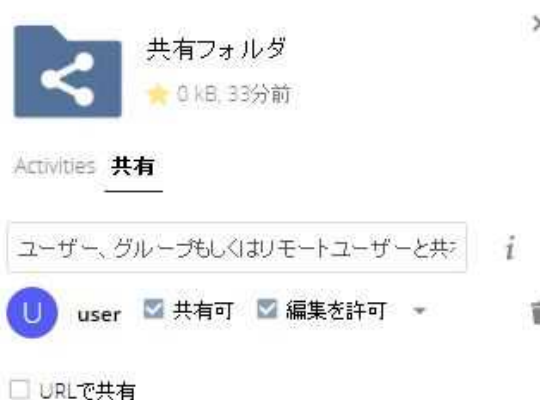 共有フォルダ
0 kB, 33分前
Activities 共有
ユーザー、グループもしくはリモートユーザーと共
i
U user 共有可 編集を許可
URLで共有